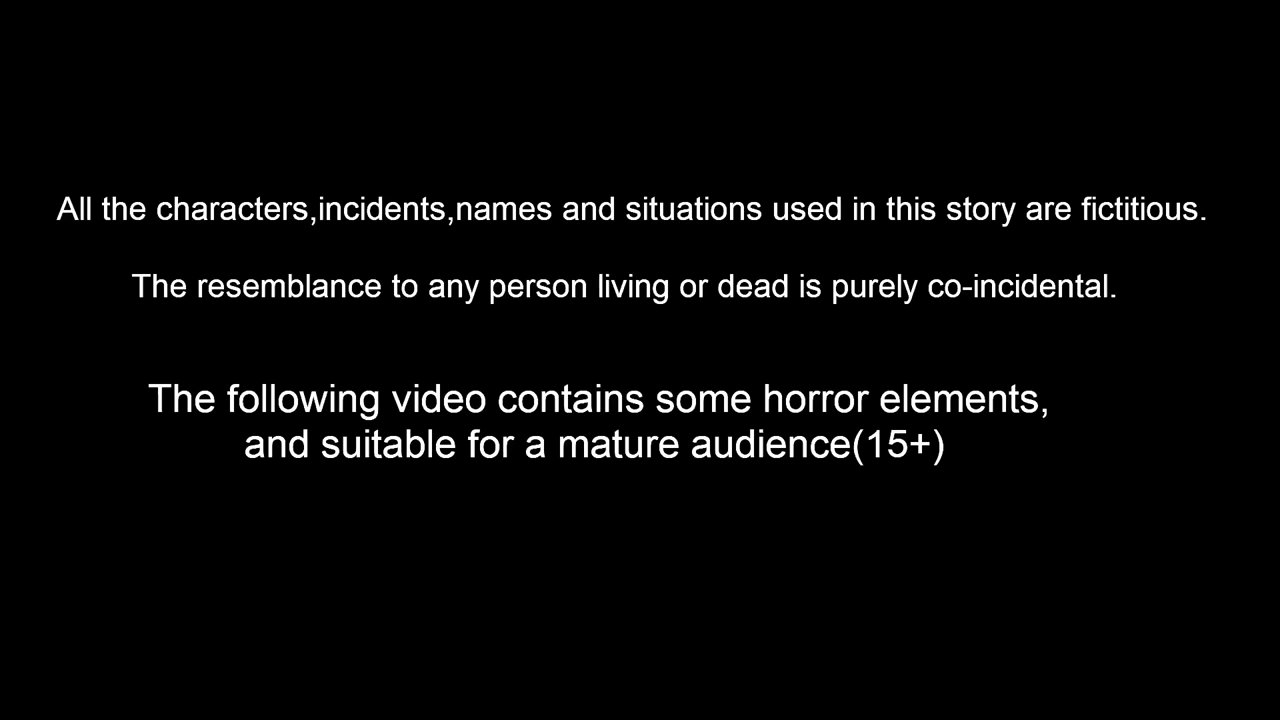 All the characters,incidents,names and situations used in this story are fictitious.
The resemblance to any person living or dead is purely co-incidental.
The following video contains some horror elements,
and suitable for a mature audience(15+)